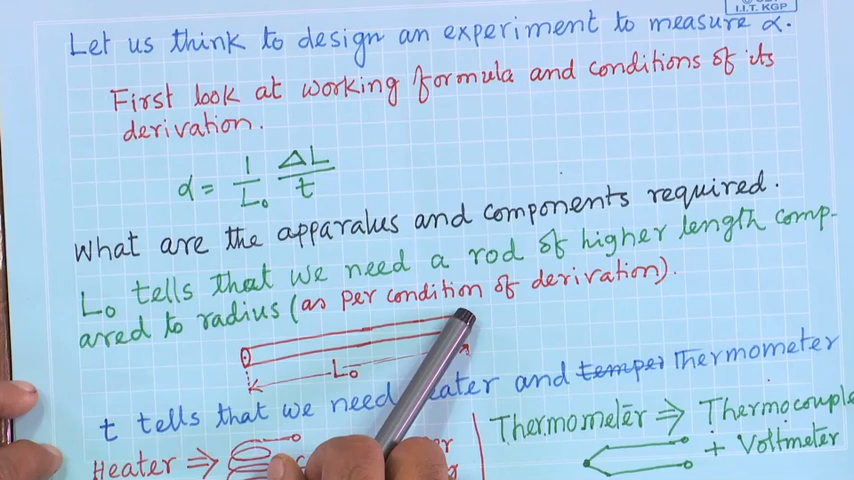 I.I.T. KGP
Let us think to design an experiment to measure α.
First look at working formula and conditions of its
derivation.
α = 1/L₀ ΔL/t
What are the apparatus and components required.
L₀ tells that we need a rod of higher length comp-
ared to radius (as per condition of derivation).
L₀
t tells that we need heater and temper Thermometer
Heater ⇒
Thermometer ⇒ Thermocouple
+ Voltmeter